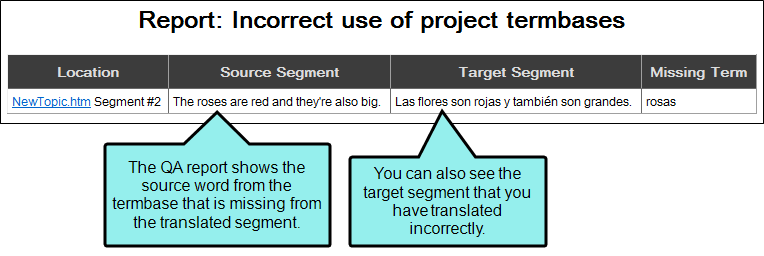 Report: Incorrect use of project termbases
Location Source Segment Target Segment Missing Term
NewTopic.htm Segment #2 The roses are red and they're also big. Las flores son rojas y también son grandes. rosas
The QA report shows the
source word from the
termbase that is missing from
the translated segment.
You can also see the
target segment that you
have translated
incorrectly.